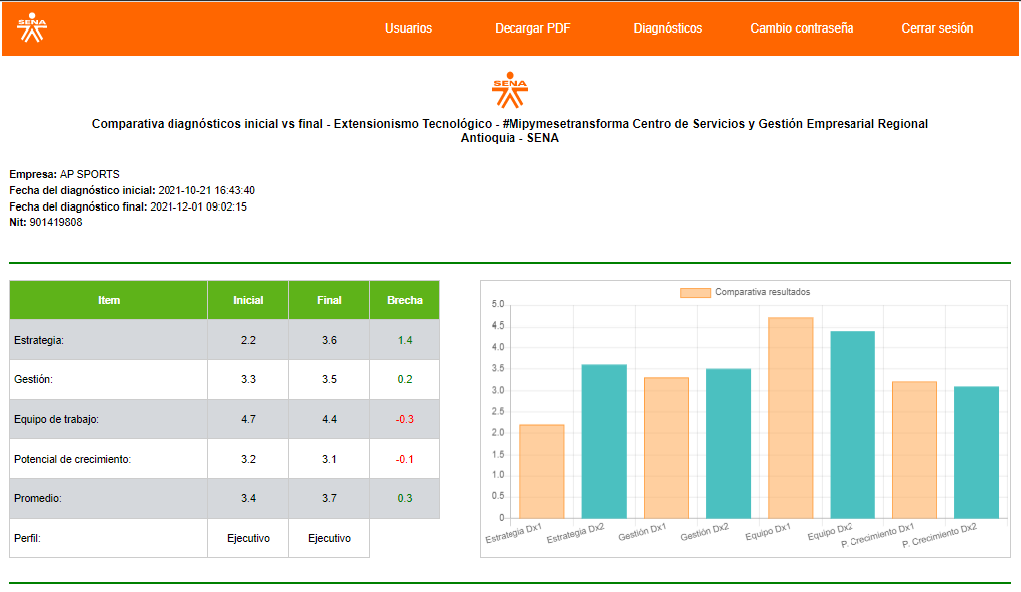 SENA
Usuarios Decargar PDF Diagnósticos Cambio contraseña Cerrar sesión
SENA
Comparativa diagnósticos inicial vs final - Extensionismo Tecnológico - #Mipymesetransforma Centro de Servicios y Gestión Empresarial Regional
Antioquia - SENA
Empresa: AP SPORTS
Fecha del diagnóstico inicial: 2021-10-21 16:43:40
Fecha del diagnóstico final: 2021-12-01 09:02:15
Nit: 901419808
Item Inicial Final Brecha
Estrategia: 2.2 3.6 1.4
Gestión: 3.3 3.5 0.2
Equipo de trabajo: 4.7 4.4 -0.3
Potencial de crecimiento: 3.2 3.1 -0.1
Promedio: 3.4 3.7 0.3
Perfil: Ejecutivo Ejecutivo
Comparativa resultados
5.0
4.5
4.0
3.5
3.0
2.5
2.0
1.5
1.0
0.5
0
Estrategia Dx1 Estrategia Dx2 Gestión Dx1 Gestión Dx2 Equipo Dx1 Equipo Dx2 P. Crecimiento Dx1 P. Crecimiento Dx2